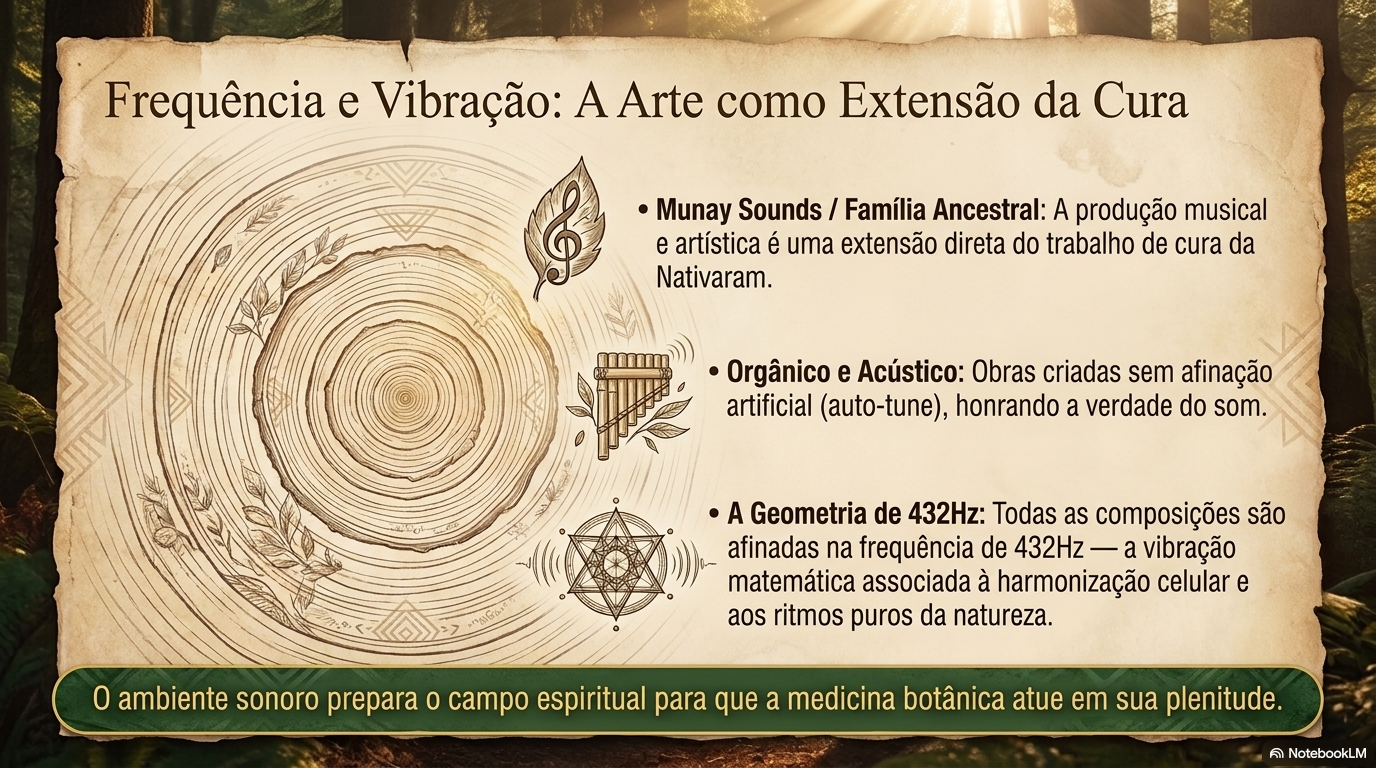 Frequência e Vibração: A Arte como Extensão da Cura
• Munay Sounds / Família Ancestral: A produção musical
e artística é uma extensão direta do trabalho de cura da
Nativaram.
• Orgânico e Acústico: Obras criadas sem afinação
artificial (auto-tune), honrando a verdade do som.
• A Geometria de 432Hz: Todas as composições são
afinadas na frequência de 432Hz — a vibração
matemática associada à harmonização celular e
aos ritmos puros da natureza.
O ambiente sonoro prepara o campo espiritual para que a medicina botânica atue em sua plenitude.
NotebookLM